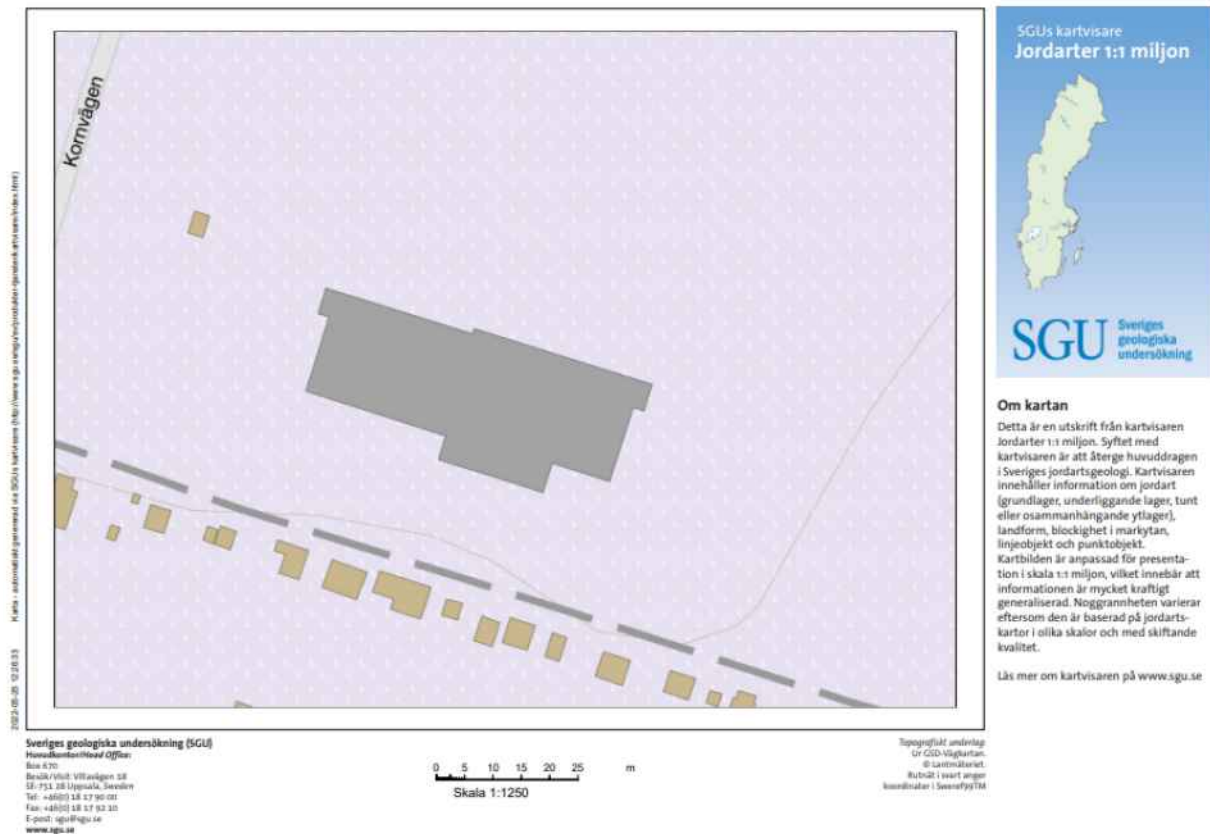 SGUs kartvisare
Jordarter 1:1 miljon
SGU
Sveriges
geologiska
undersökning
Kornvägen
Om kartan
Detta är en utskrift från kartvisaren
Jordarter 1:1 miljon. Syftet med
kartvisaren är att återge huvuddragen
i Sveriges jordartsgeologi. Kartvisaren
innehåller information om jordart
(grundlager, underliggande lager, tunt
eller osammanhängande ytlager),
landform, blockighet i markytan,
linjeobjekt och punktobjekt.
Kartbilden är anpassad för presenta-
tion i skala 1:1 miljon, vilket innebär att
informationen är mycket kraftigt
generaliserad. Noggrannheten varierar
eftersom den är baserad på jordarts-
kartor i olika skalor och med skiftande
kvalitet.
Läs mer om kartvisaren på www.sgu.se
Sveriges geologiska undersökning (SGU)
Huvudkontor/Head Office:
Box 670
Besök/Visit: Villavägen 18
SE-751 28 Uppsala, Sweden
Tel: +46(0) 18 17 90 00
Fax: +46(0) 18 17 92 10
E-post: sgu@sgu.se
www.sgu.se
0 5 10 15 20 25 m
Skala 1:1250
Topografiskt underlag:
Ur GSD-Vägkartan.
© Lantmäteriet.
Rutnät i svart anger
koordinater i Sweref99TM